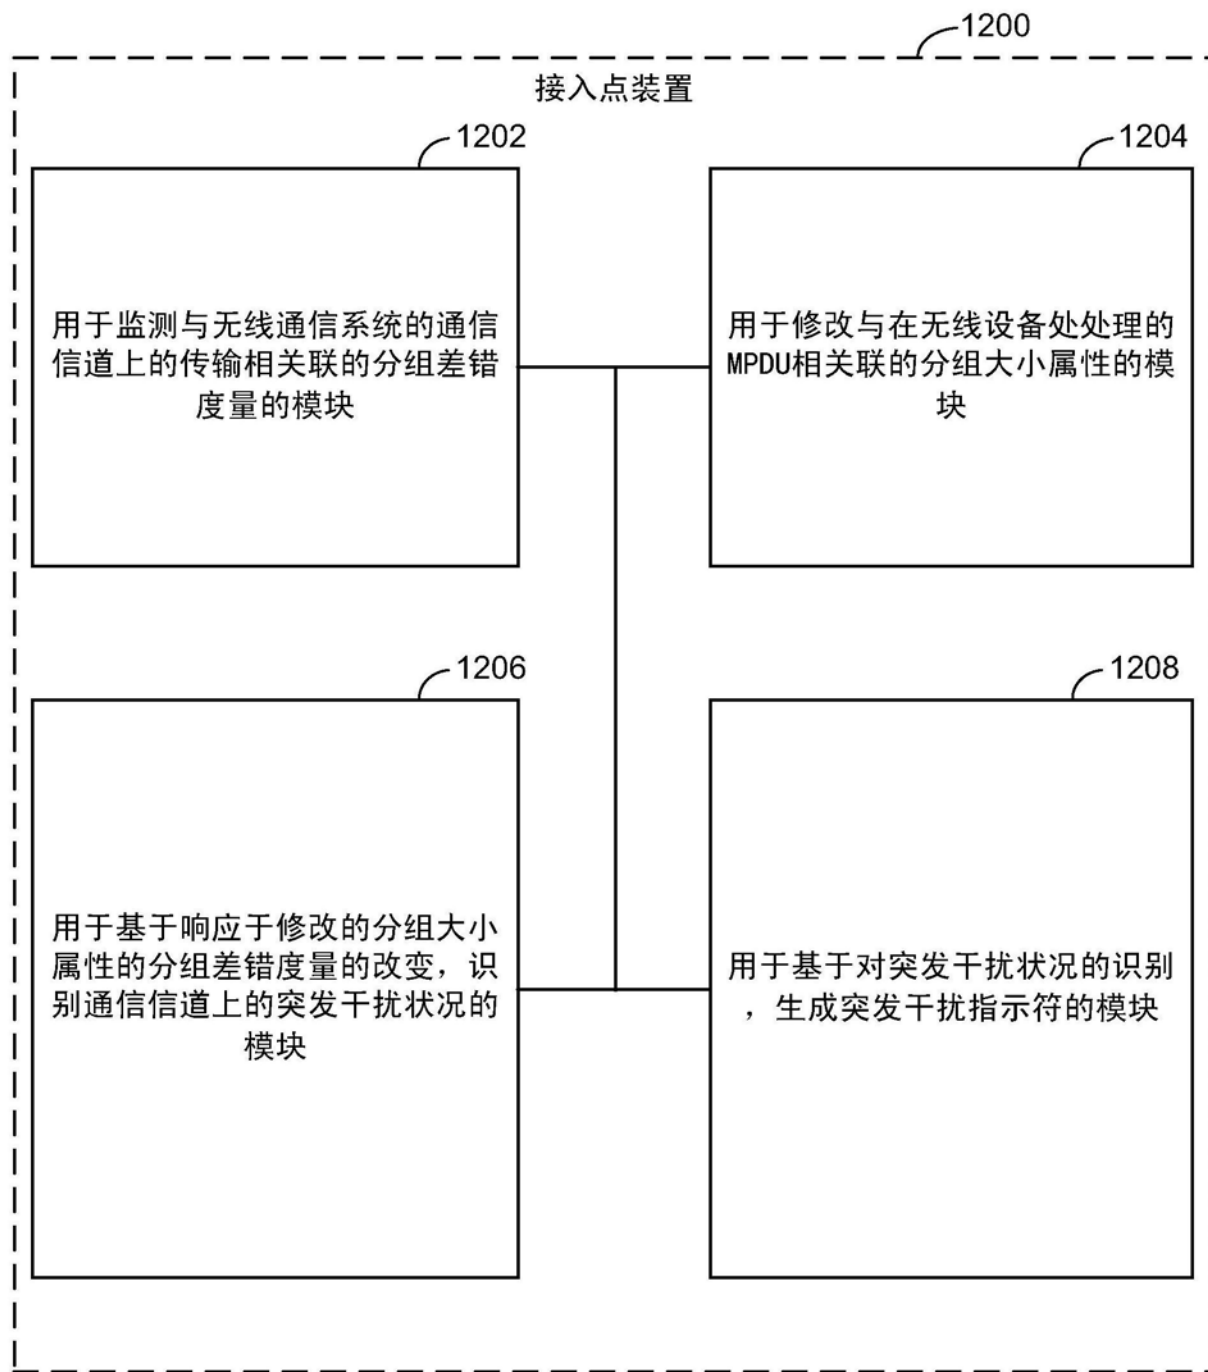 1200
接入点装置
1202
1204
用于监测与无线通信系统的通信
信道上的传输相关联的分组差错
度量的模块
用于修改与在无线设备处处理的
MPDU相关联的分组大小属性的模
块
1206
1208
用于基于响应于修改的分组大小
属性的分组差错度量的改变，识
别通信信道上的突发干扰状况的
模块
用于基于对突发干扰状况的识别
，生成突发干扰指示符的模块